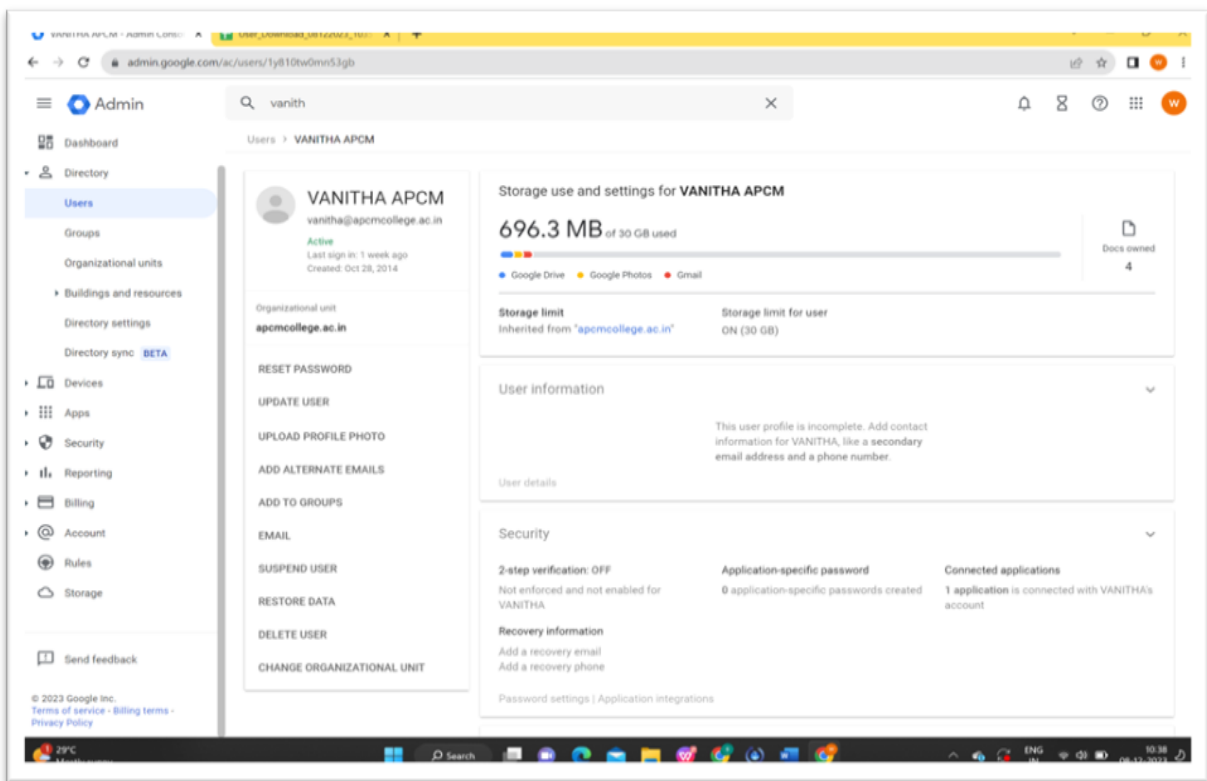 VANITHA APCM - Admin Conso
User_Download_08122023_103
admin.google.com/ac/users/1y810tw0mn53gb
W
Admin
vanith
W
Dashboard
Directory
Users
Groups
Organizational units
Buildings and resources
Directory settings
Directory sync BETA
Devices
Apps
Security
Reporting
Billing
Account
Rules
Storage
Send feedback
© 2023 Google Inc.
Terms of service - Billing terms -
Privacy Policy
Users > VANITHA APCM
VANITHA APCM
vanitha@apcmcollege.ac.in
Active
Last sign in: 1 week ago
Created: Oct 28, 2014
Organizational unit
apcmcollege.ac.in
RESET PASSWORD
UPDATE USER
UPLOAD PROFILE PHOTO
ADD ALTERNATE EMAILS
ADD TO GROUPS
EMAIL
SUSPEND USER
RESTORE DATA
DELETE USER
CHANGE ORGANIZATIONAL UNIT
Storage use and settings for VANITHA APCM
696.3 MB of 30 GB used
Google Drive Google Photos Gmail
Docs owned
4
Storage limit
Inherited from "apcmcollege.ac.in"
Storage limit for user
ON (30 GB)
User information
This user profile is incomplete. Add contact
information for VANITHA, like a secondary
email address and a phone number.
User details
Security
2-step verification: OFF
Not enforced and not enabled for
VANITHA
Application-specific password
0 application-specific passwords created
Connected applications
1 application is connected with VANITHA's
account
Recovery information
Add a recovery email
Add a recovery phone
Password settings | Application integrations
1
29°C
Mostly sunny
Search
ENG
IN
10:38
08-12-2023